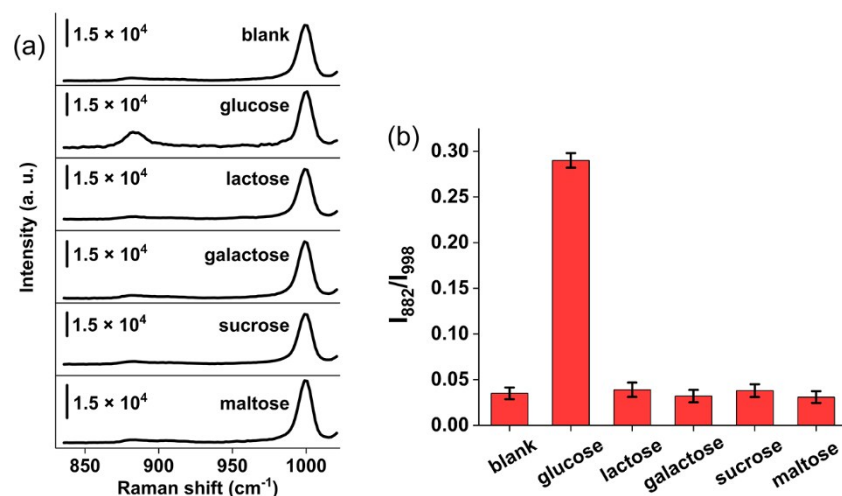 (a)
1.5 × 10⁴ blank
1.5 × 10⁴ glucose
1.5 × 10⁴ lactose
1.5 × 10⁴ galactose
1.5 × 10⁴ sucrose
1.5 × 10⁴ maltose
Intensity (a. u.)
850 900 950 1000
Raman shift (cm⁻¹)
(b)
I₈₈₂/I₉₉₈
0.30
0.25
0.20
0.15
0.10
0.05
0.00
blank glucose lactose galactose sucrose maltose